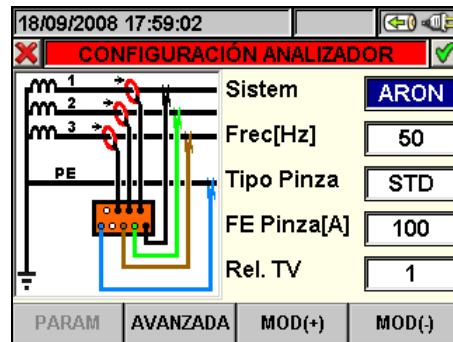 18/09/2008 17:59:02
CONFIGURACIÓN ANALIZADOR
1
2
3
PE
Sistem ARON
Frec[Hz] 50
Tipo Pinza STD
FE Pinza[A] 100
Rel. TV 1
PARAM AVANZADA MOD(+) MOD(-)